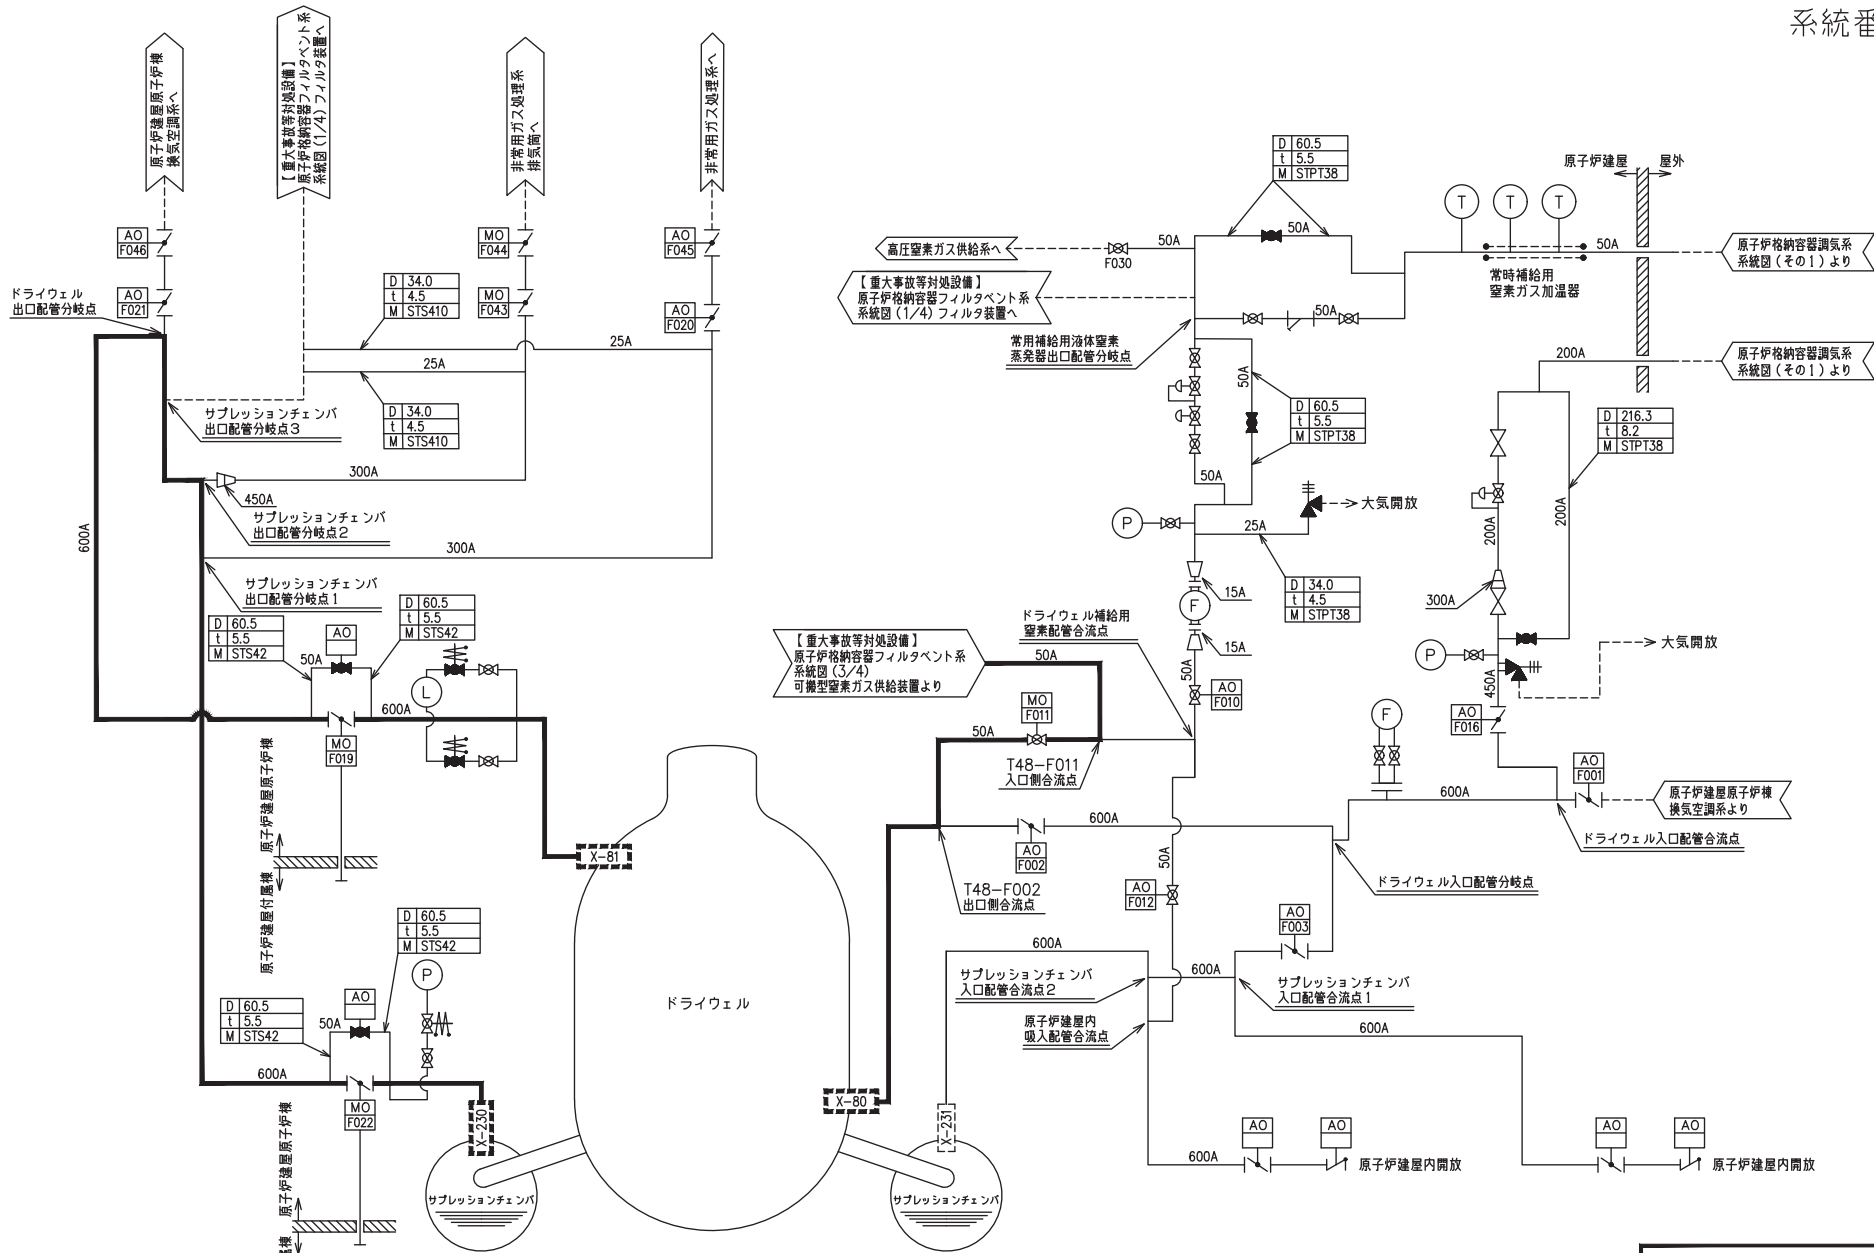 系統番
原子炉建屋原子炉棟
換気空調系へ
【重大事故等対処設備】
原子炉格納容器フィルタベント系
系統図(1/4)フィルタ装置へ
非常用ガス処理系
排気筒へ
非常用ガス処理系へ
AO
F046
AO
F021
MO
F044
MO
F043
AO
F045
AO
F020
ドライウェル
出口配管分岐点
D 34.0
t 4.5
M STS410
25A
25A
D 34.0
t 4.5
M STS410
サプレッションチェンバ
出口配管分岐点3
300A
450A
サプレッションチェンバ
出口配管分岐点2
600A
300A
サプレッションチェンバ
出口配管分岐点1
D 60.5
t 5.5
M STS42
AO
50A
D 60.5
t 5.5
M STS42
L
600A
MO
F019
原子炉建屋原子炉棟
原子炉建屋付属棟
X-81
D 60.5
t 5.5
M STS42
P
D 60.5
t 5.5
M STS42
AO
50A
600A
MO
F022
X-230
原子炉建屋原子炉棟
属棟
サプレッションチェンバ
ドライウェル
X-80
X-231
サプレッションチェンバ
D 60.5
t 5.5
M STPT38
50A
高圧窒素ガス供給系へ
F030
50A
【重大事故等対処設備】
原子炉格納容器フィルタベント系
系統図(1/4)フィルタ装置へ
常用補給用液体窒素
蒸発器出口配管分岐点
50A
T
T
T
常時補給用
窒素ガス加温器
50A
原子炉建屋
屋外
原子炉格納容器調気系
系統図(その1)より
原子炉格納容器調気系
系統図(その1)より
200A
50A
D 60.5
t 5.5
M STPT38
D 216.3
t 8.2
M STPT38
50A
大気開放
P
25A
D 34.0
t 4.5
M STPT38
200A
200A
300A
15A
F
15A
50A
ドライウェル補給用
窒素配管合流点
AO
F010
【重大事故等対処設備】
原子炉格納容器フィルタベント系
系統図(3/4)
可搬型窒素ガス供給装置より
50A
MO
F011
50A
T48-F011
入口側合流点
P
大気開放
450A
AO
F016
F
AO
F001
600A
原子炉建屋原子炉棟
換気空調系より
ドライウェル入口配管合流点
600A
AO
F002
T48-F002
出口側合流点
50A
AO
F012
ドライウェル入口配管分岐点
AO
F003
600A
サプレッションチェンバ
入口配管合流点2
600A
サプレッションチェンバ
入口配管合流点1
原子炉建屋内
吸入配管合流点
600A
600A
AO
AO
原子炉建屋内開放
AO
AO
原子炉建屋内開放